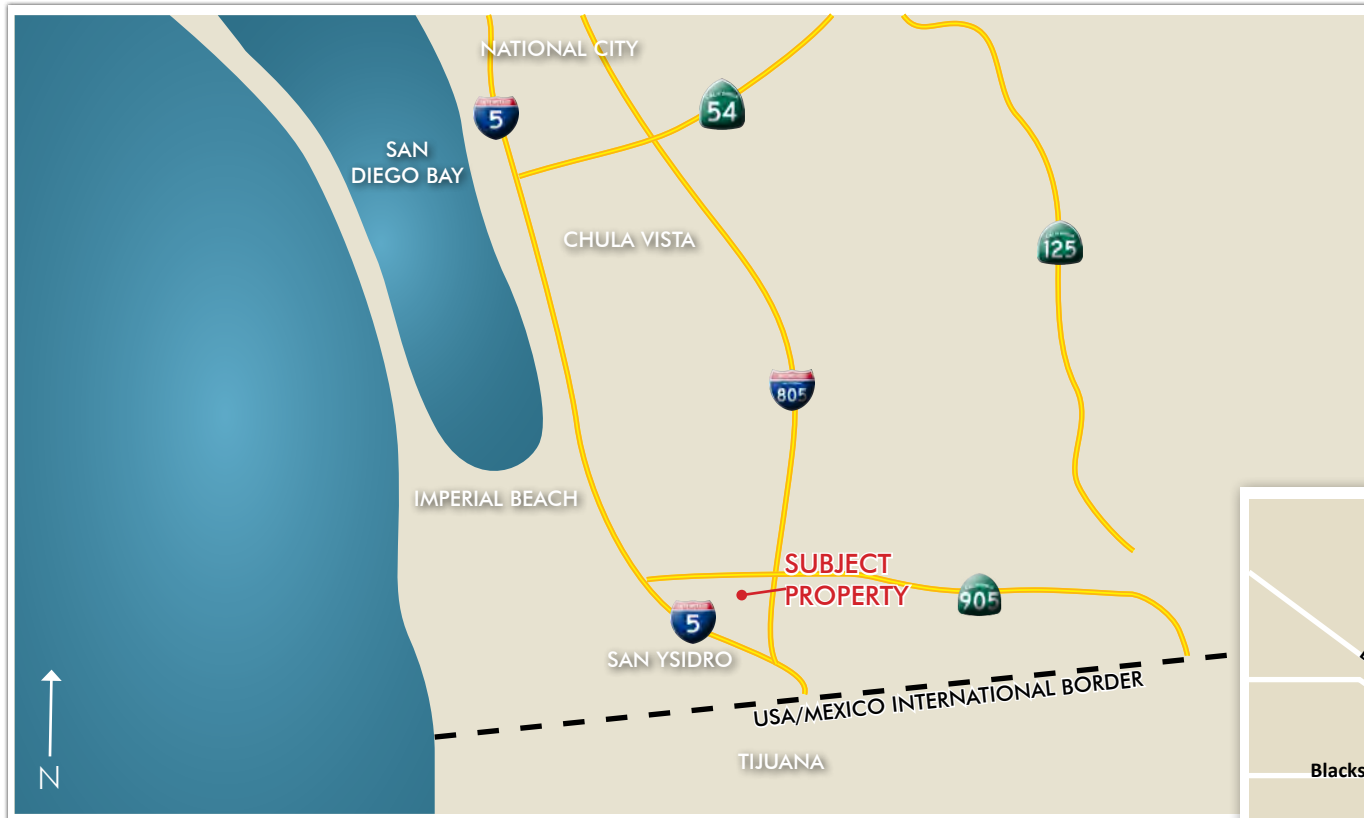 NATIONAL CITY
5
54
SAN
DIEGO BAY
CHULA VISTA
125
805
IMPERIAL BEACH
SUBJECT
PROPERTY
905
5
SAN YSIDRO
USA/MEXICO INTERNATIONAL BORDER
TIJUANA
N
Blacks